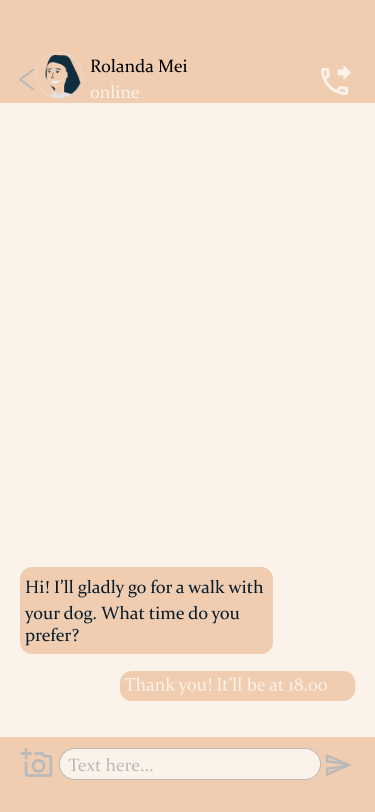 Rolanda Mei
online
Hi! I'll gladly go for a walk with
your dog. What time do you
prefer?
Thank you! It'll be at 18.00
Text here...